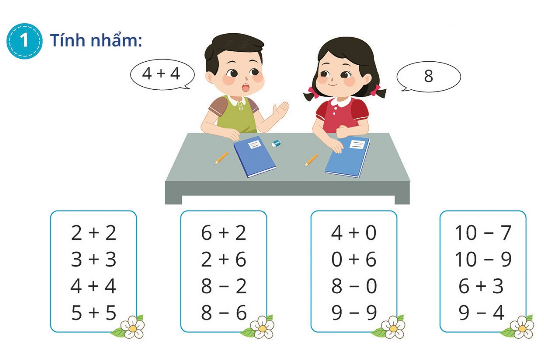 1 Tính nhẩm:
4 + 4
8
2 + 2
3 + 3
4 + 4
5 + 5
6 + 2
2 + 6
8 − 2
8 − 6
4 + 0
0 + 6
8 − 0
9 − 9
10 − 7
10 − 9
6 + 3
9 − 4